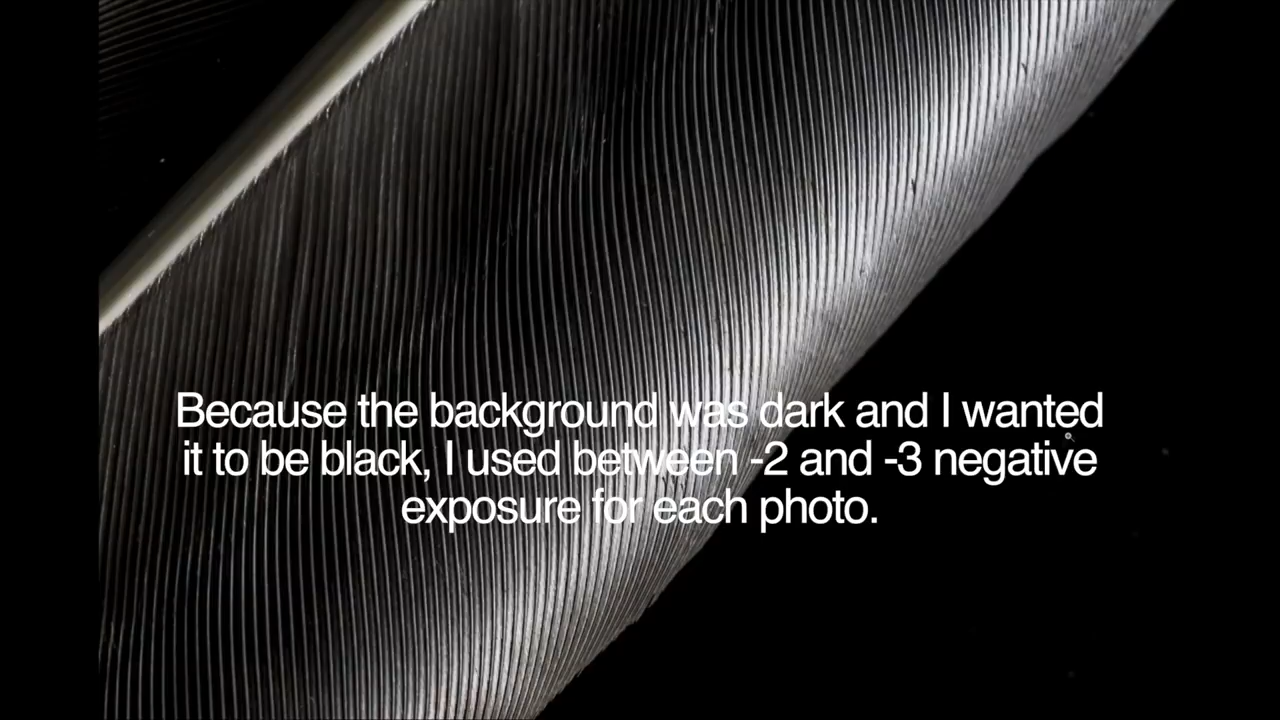 Because the background was dark and I wanted
it to be black, I used between -2 and -3 negative
exposure for each photo.